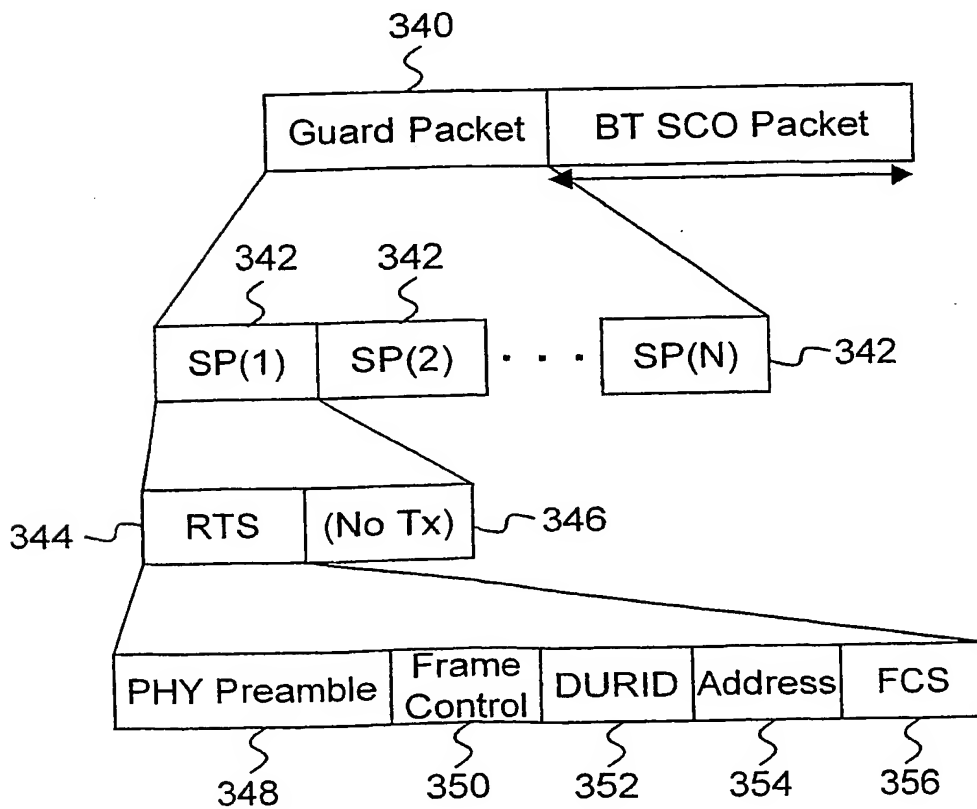 340
Guard Packet BT SCO Packet
342 342
SP(1) SP(2) . . . SP(N) 342
344 RTS (No Tx) 346
PHY Preamble Frame Control DURID Address FCS
348 350 352 354 356